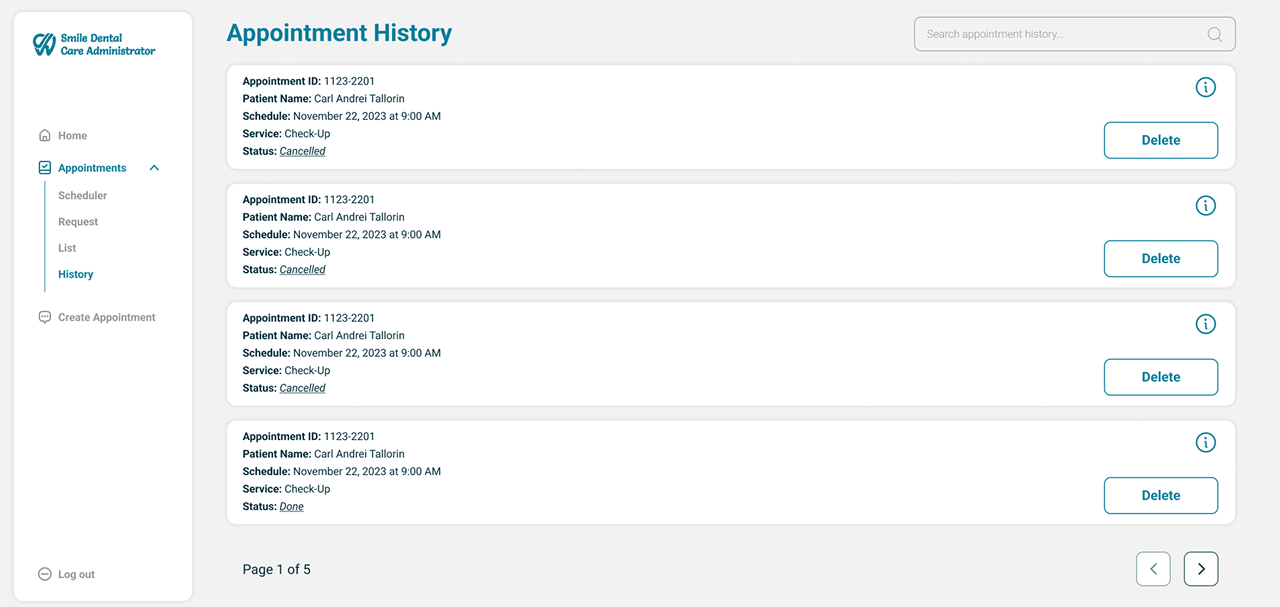 Smile Dental
Care Administrator
Home
Appointments
Scheduler
Request
List
History
Create Appointment
Log out
Appointment History
Search appointment history...
Appointment ID: 1123-2201
Patient Name: Carl Andrei Tallorin
Schedule: November 22, 2023 at 9:00 AM
Service: Check-Up
Status: Cancelled
Delete
Appointment ID: 1123-2201
Patient Name: Carl Andrei Tallorin
Schedule: November 22, 2023 at 9:00 AM
Service: Check-Up
Status: Cancelled
Delete
Appointment ID: 1123-2201
Patient Name: Carl Andrei Tallorin
Schedule: November 22, 2023 at 9:00 AM
Service: Check-Up
Status: Cancelled
Delete
Appointment ID: 1123-2201
Patient Name: Carl Andrei Tallorin
Schedule: November 22, 2023 at 9:00 AM
Service: Check-Up
Status: Done
Delete
Page 1 of 5